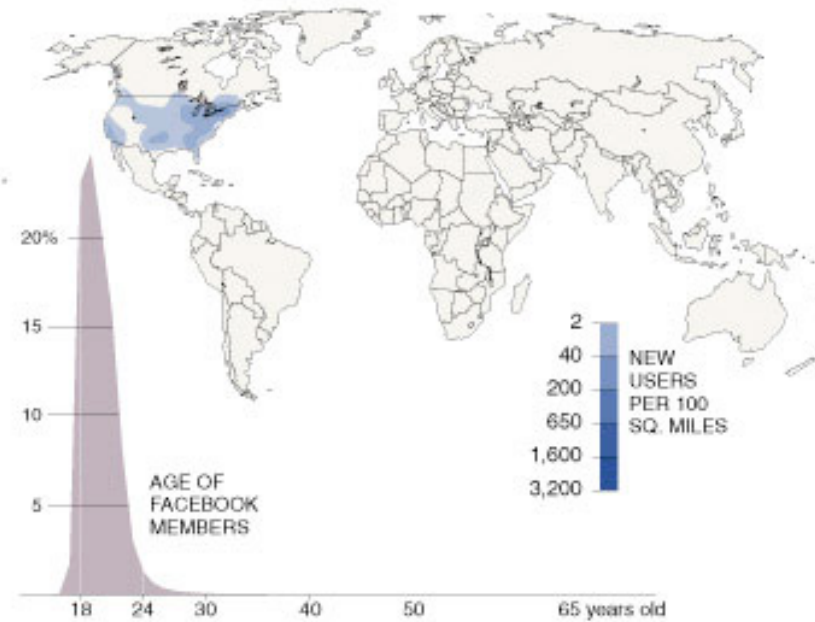 20%
15
10
5
AGE OF
FACEBOOK
MEMBERS
18 24 30 40 50 65 years old
2
40
200
650
1,600
3,200
NEW
USERS
PER 100
SQ. MILES